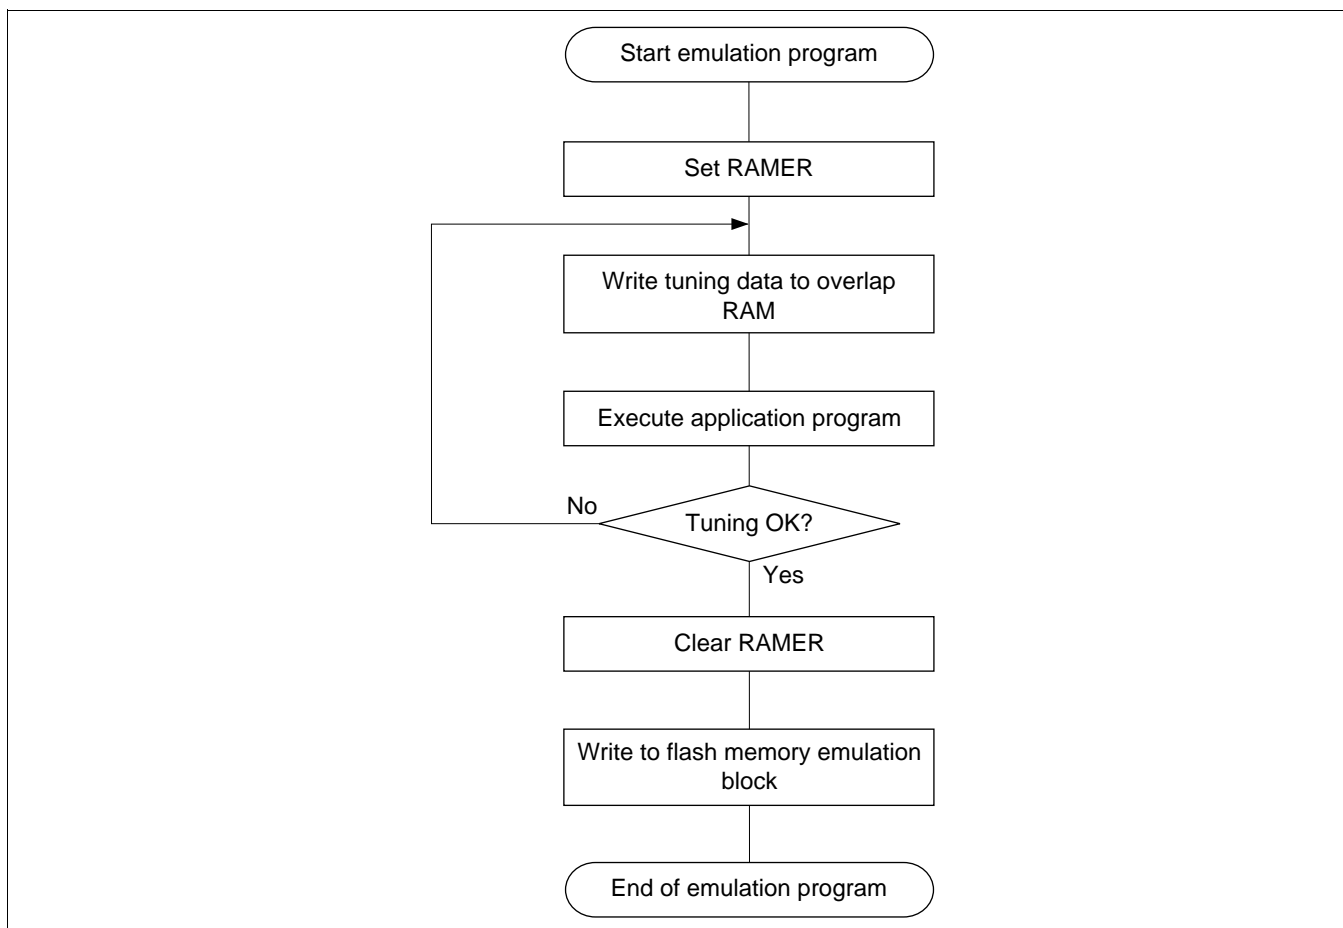 Start emulation program
Set RAMER
Write tuning data to overlap
RAM
Execute application program
No
Tuning OK?
Yes
Clear RAMER
Write to flash memory emulation
block
End of emulation program